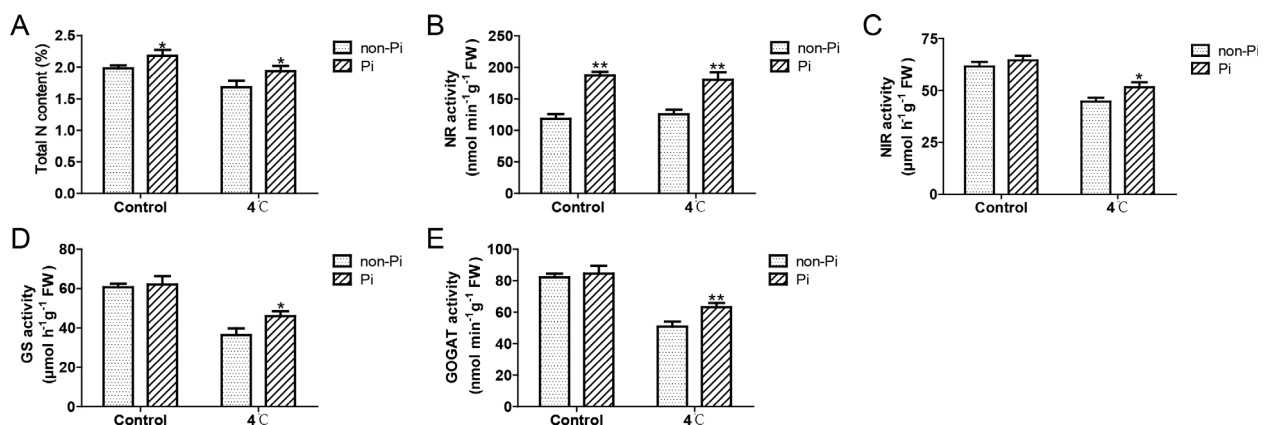 A
Total N content (%)
2.5
2.0
1.5
1.0
0.5
0.0
*
*
Control
4℃
non-Pi
Pi
B
NR activity
(nmol min⁻¹g⁻¹ FW)
250
200
150
100
50
0
**
**
Control
4℃
non-Pi
Pi
C
NIR activity
(μmol h⁻¹g⁻¹ FW)
75
50
25
0
*
Control
4℃
non-Pi
Pi
D
GS activity
(μmol h⁻¹g⁻¹ FW)
80
60
40
20
0
*
Control
4℃
non-Pi
Pi
E
GOGAT activity
(nmol min⁻¹g⁻¹ FW)
100
80
60
40
20
0
**
Control
4℃
non-Pi
Pi